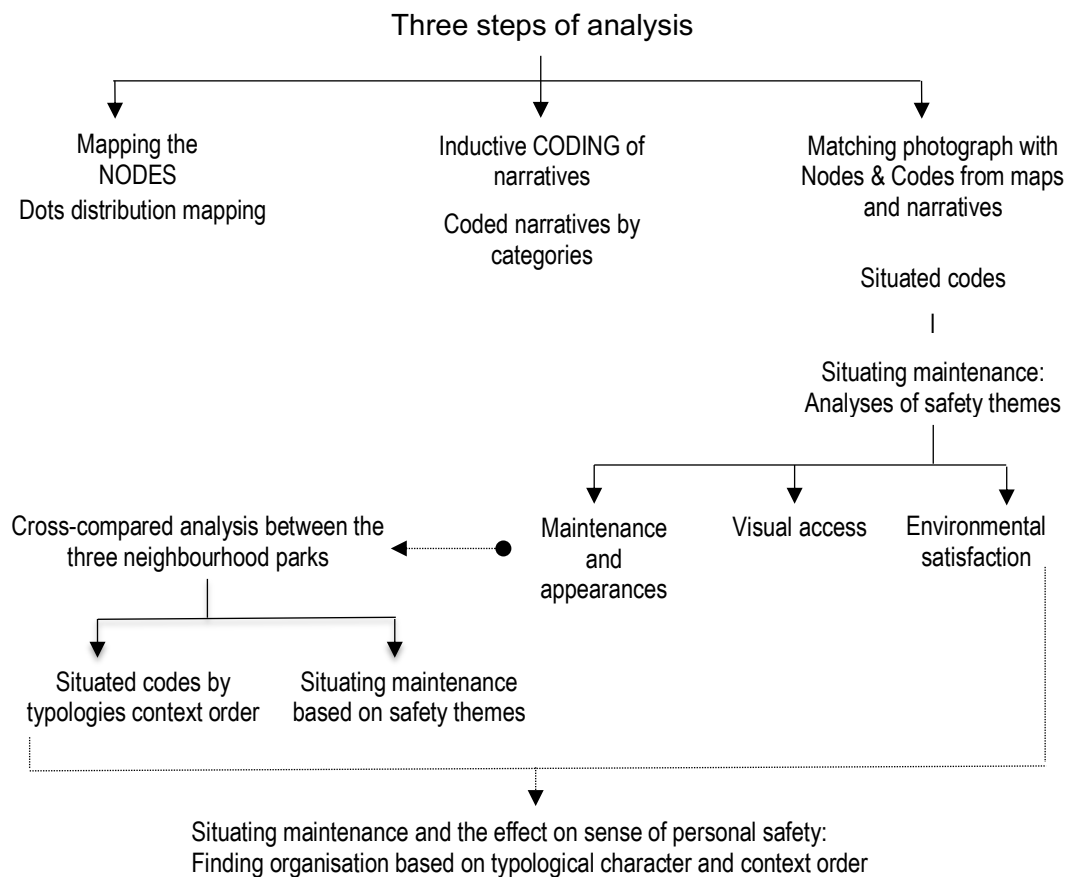 Three steps of analysis
Mapping the
NODES
Dots distribution mapping
Inductive CODING of
narratives
Coded narratives by
categories
Matching photograph with
Nodes & Codes from maps
and narratives
Situated codes
Situating maintenance:
Analyses of safety themes
Maintenance
and
appearances
Visual access
Environmental
satisfaction
Cross-compared analysis between the
three neighbourhood parks
Situated codes by
typologies context order
Situating maintenance
based on safety themes
Situating maintenance and the effect on sense of personal safety:
Finding organisation based on typological character and context order